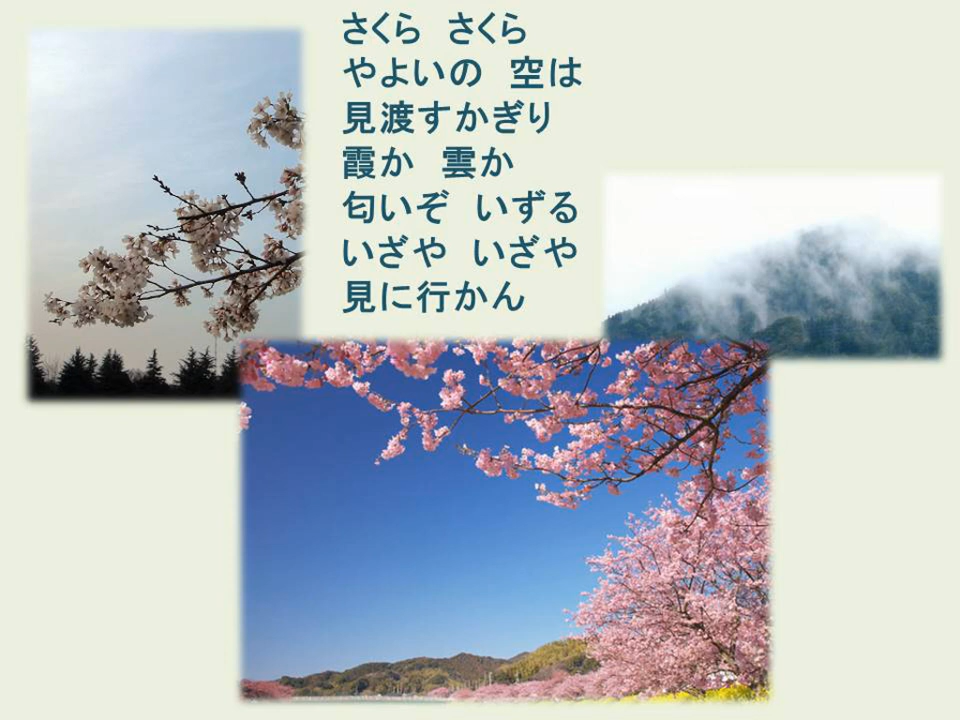 さくら　さくら
やよいの　空は
見渡すかぎり
霞か　雲か
匂いぞ　いずる
いざや　いざや
見に行かん